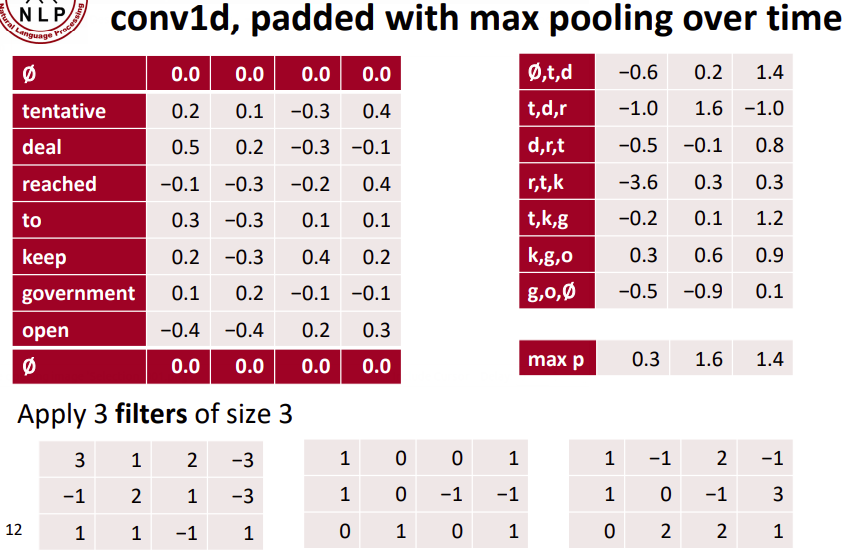 NLP
Natural Language Processing
conv1d, padded with max pooling over time
Ø 0.0 0.0 0.0 0.0
tentative 0.2 0.1 −0.3 0.4
deal 0.5 0.2 −0.3 −0.1
reached −0.1 −0.3 −0.2 0.4
to 0.3 −0.3 0.1 0.1
keep 0.2 −0.3 0.4 0.2
government 0.1 0.2 −0.1 −0.1
open −0.4 −0.4 0.2 0.3
Ø 0.0 0.0 0.0 0.0
Ø,t,d −0.6 0.2 1.4
t,d,r −1.0 1.6 −1.0
d,r,t −0.5 −0.1 0.8
r,t,k −3.6 0.3 0.3
t,k,g −0.2 0.1 1.2
k,g,o 0.3 0.6 0.9
g,o,Ø −0.5 −0.9 0.1
max p 0.3 1.6 1.4
Apply 3 filters of size 3
3 1 2 −3
−1 2 1 −3
1 1 −1 1
1 0 0 1
1 0 −1 −1
0 1 0 1
1 −1 2 −1
1 0 −1 3
0 2 2 1
12